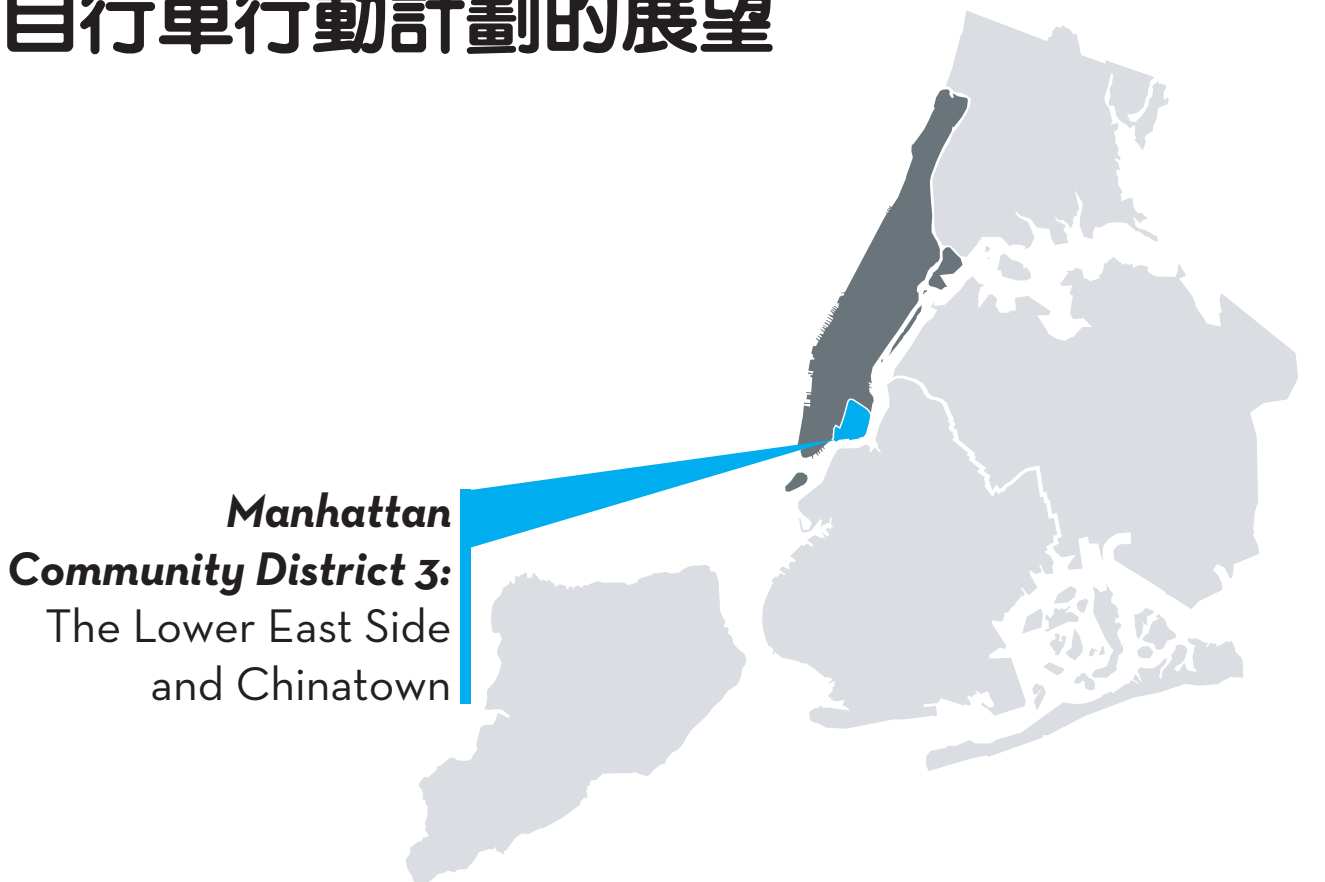 自行車行動計劃的展望
Manhattan
Community District 3:
The Lower East Side
and Chinatown